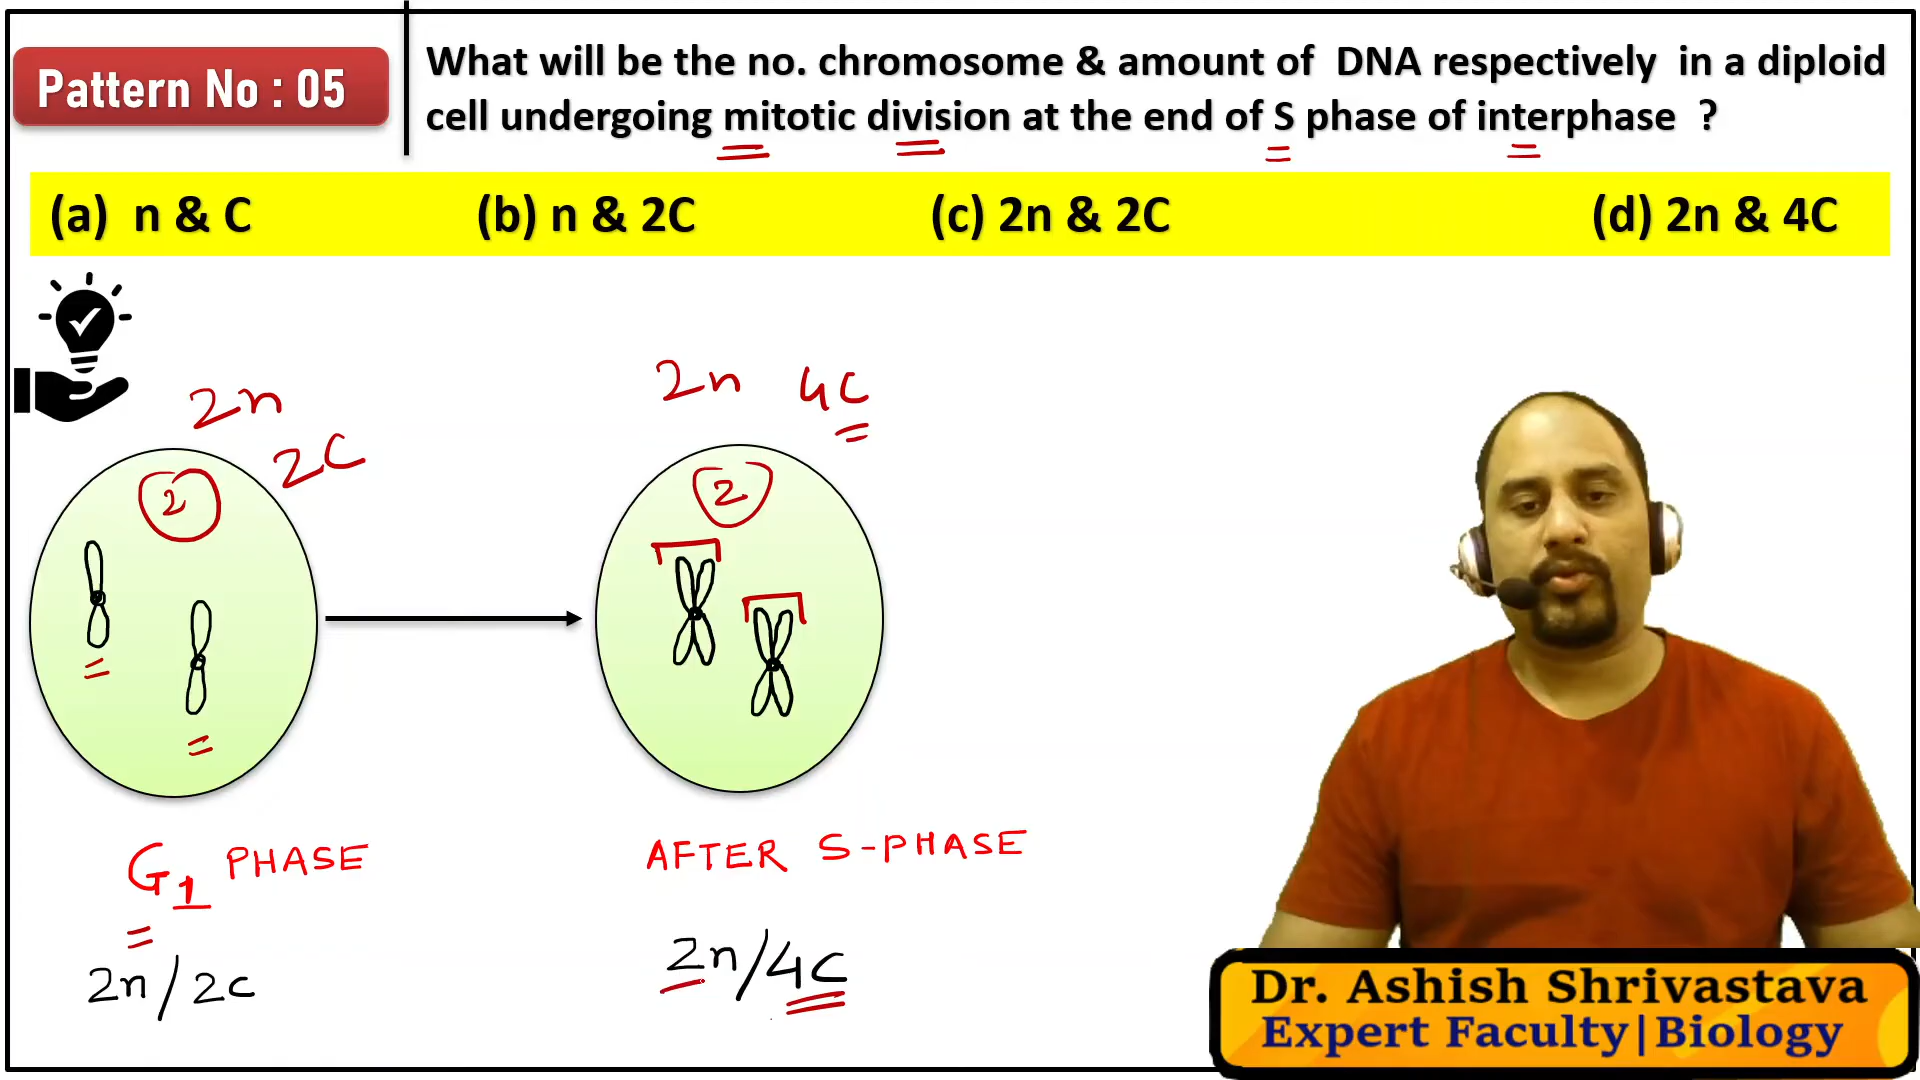 Pattern No : 05
What will be the no. chromosome & amount of DNA respectively in a diploid
cell undergoing mitotic division at the end of S phase of interphase ?
(a) n & C (b) n & 2C (c) 2n & 2C (d) 2n & 4C
2n
2C
2
2n 4C
2
G1 PHASE
AFTER S-PHASE
2n/2c
2n/4C
Dr. Ashish Shrivastava
Expert Faculty|Biology